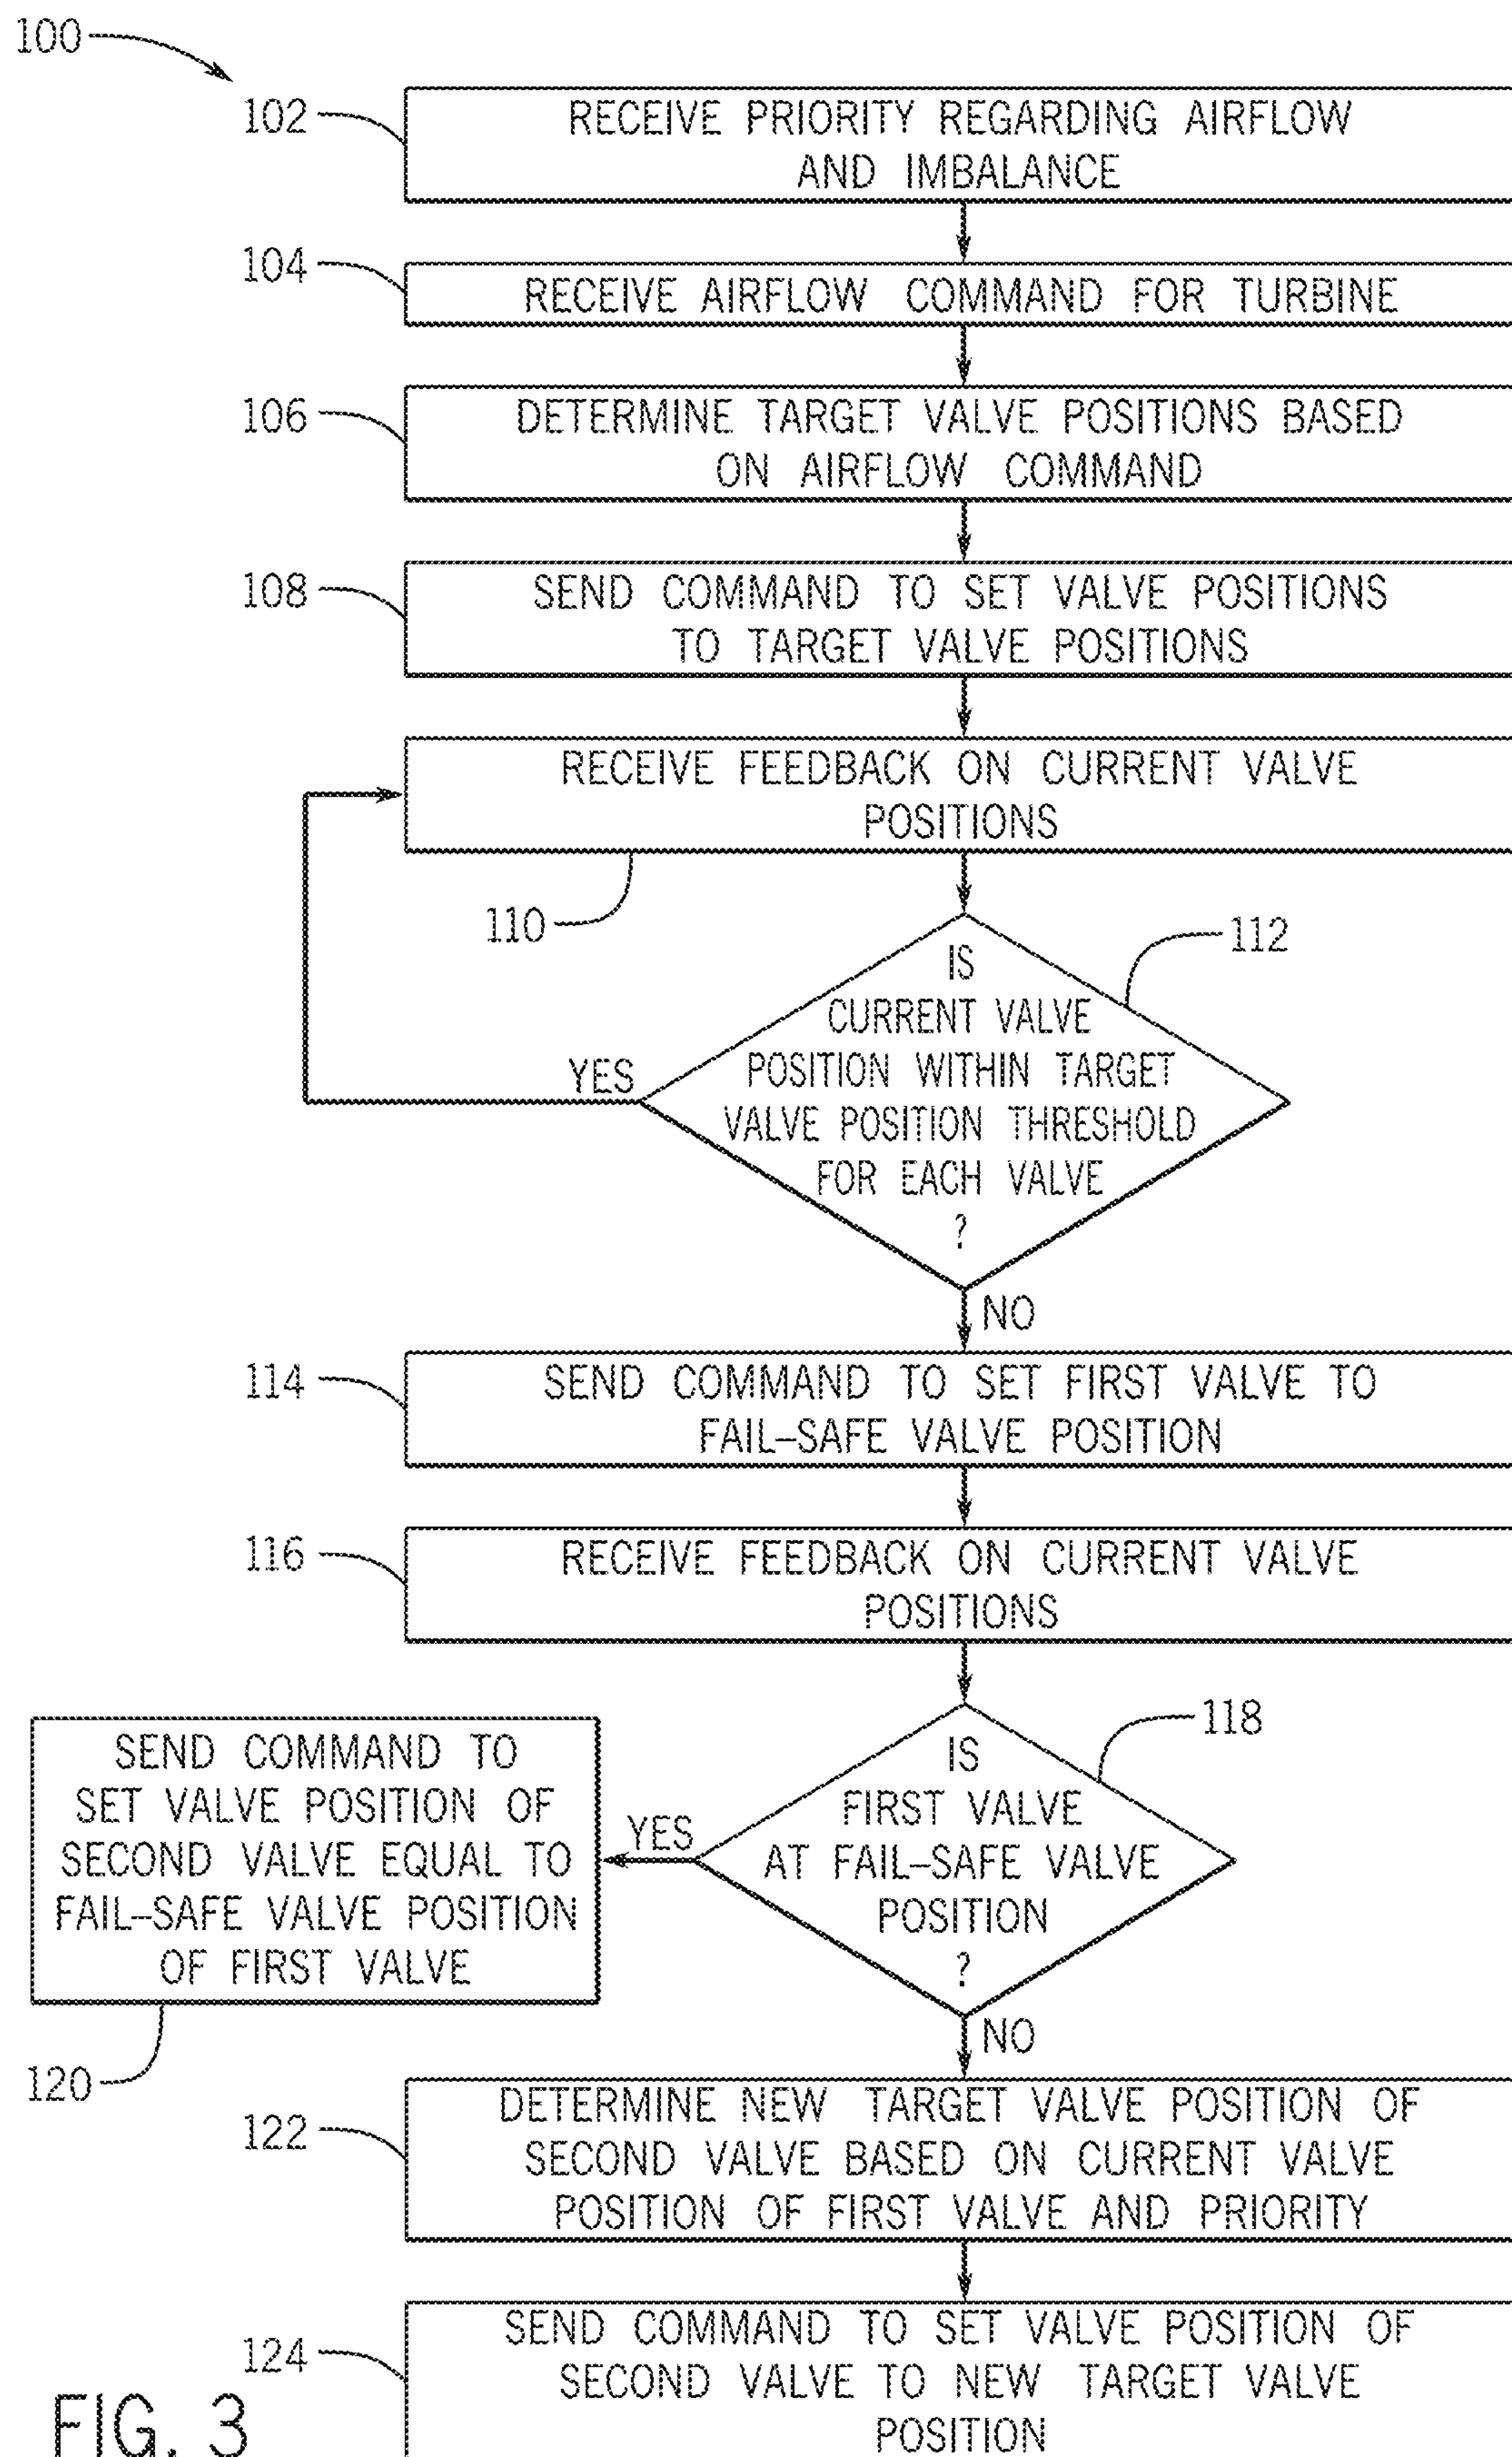 100
102
RECEIVE PRIORITY REGARDING AIRFLOW
AND IMBALANCE
104
RECEIVE AIRFLOW COMMAND FOR TURBINE
106
DETERMINE TARGET VALVE POSITIONS BASED
ON AIRFLOW COMMAND
108
SEND COMMAND TO SET VALVE POSITIONS
TO TARGET VALVE POSITIONS
RECEIVE FEEDBACK ON CURRENT VALVE
POSITIONS
110
112
IS
CURRENT VALVE
POSITION WITHIN TARGET
VALVE POSITION THRESHOLD
FOR EACH VALVE
?
YES
NO
114
SEND COMMAND TO SET FIRST VALVE TO
FAIL–SAFE VALVE POSITION
116
RECEIVE FEEDBACK ON CURRENT VALVE
POSITIONS
118
IS
FIRST VALVE
AT FAIL–SAFE VALVE
POSITION
?
YES
SEND COMMAND TO
SET VALVE POSITION OF
SECOND VALVE EQUAL TO
FAIL–SAFE VALVE POSITION
OF FIRST VALVE
120
NO
122
DETERMINE NEW TARGET VALVE POSITION OF
SECOND VALVE BASED ON CURRENT VALVE
POSITION OF FIRST VALVE AND PRIORITY
124
SEND COMMAND TO SET VALVE POSITION OF
SECOND VALVE TO NEW TARGET VALVE
POSITION
FIG. 3